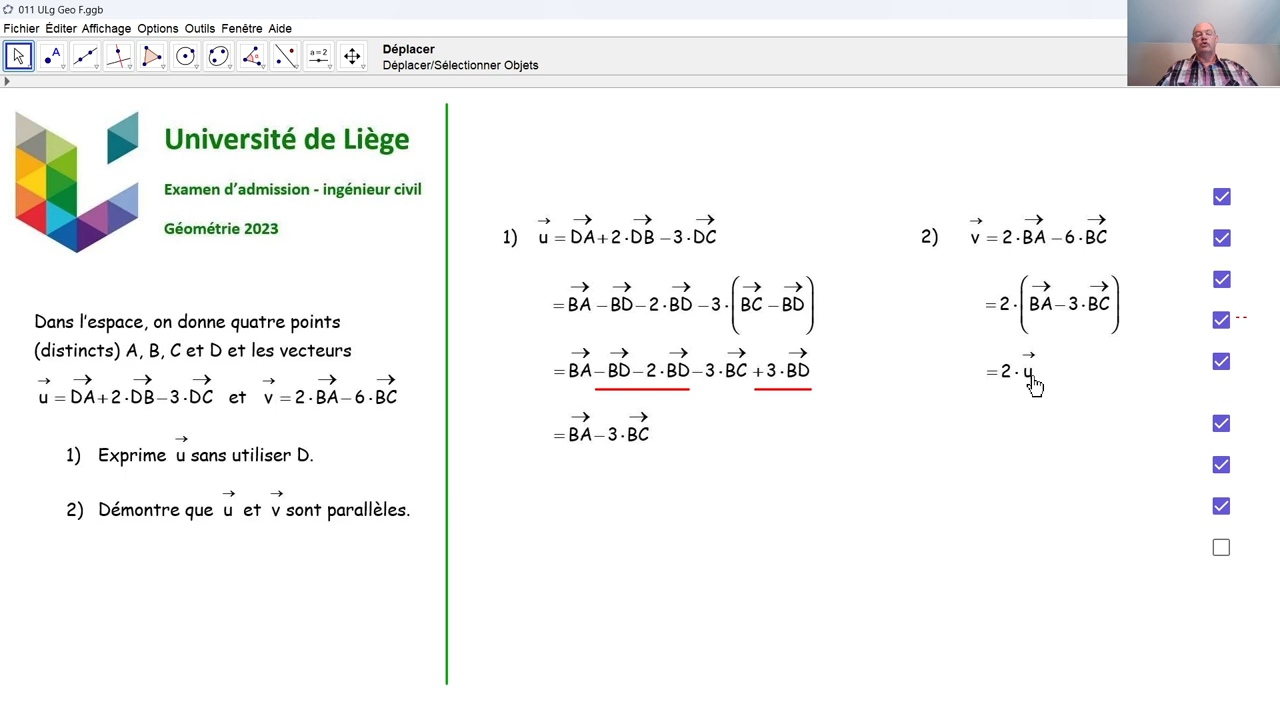 011 ULg Geo F.ggb
Fichier Éditer Affichage Options Outils Fenêtre Aide
A
a=2
Déplacer
Déplacer/Sélectionner Objets
Université de Liège
Examen d’admission - ingénieur civil
Géométrie 2023
Dans l’espace, on donne quatre points
(distincts) A, B, C et D et les vecteurs
u⃗ = DA⃗ + 2·DB⃗ − 3·DC⃗ et v⃗ = 2·BA⃗ − 6·BC⃗
1) Exprime u⃗ sans utiliser D.
2) Démontre que u⃗ et v⃗ sont parallèles.
1) u⃗ = DA⃗ + 2·DB⃗ − 3·DC⃗
= BA⃗ − BD⃗ − 2·BD⃗ − 3·(BC⃗ − BD⃗)
= BA⃗ − BD⃗ − 2·BD⃗ − 3·BC⃗ + 3·BD⃗
= BA⃗ − 3·BC⃗
2) v⃗ = 2·BA⃗ − 6·BC⃗
= 2·(BA⃗ − 3·BC⃗)
= 2·u⃗